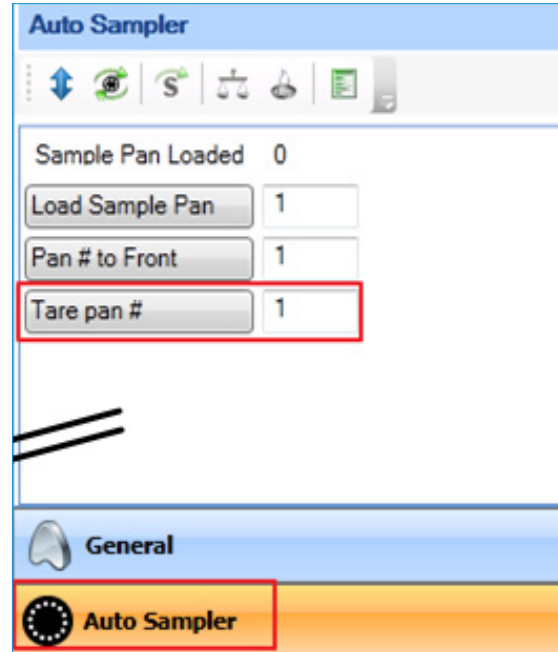 Auto Sampler
S
Sample Pan Loaded 0
Load Sample Pan 1
Pan # to Front 1
Tare pan # 1
General
Auto Sampler